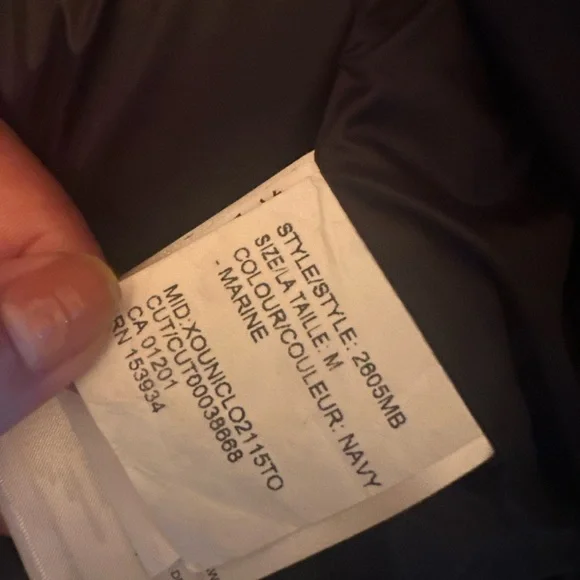 STYLE/STYLE: 2605MB
SIZE/LA TAILLE: M
COLOUR/COULEUR: NAVY
- MARINE
MID:XOUNICLO2115TO
CUT/CUT00038668
CA 01201
RN 153934